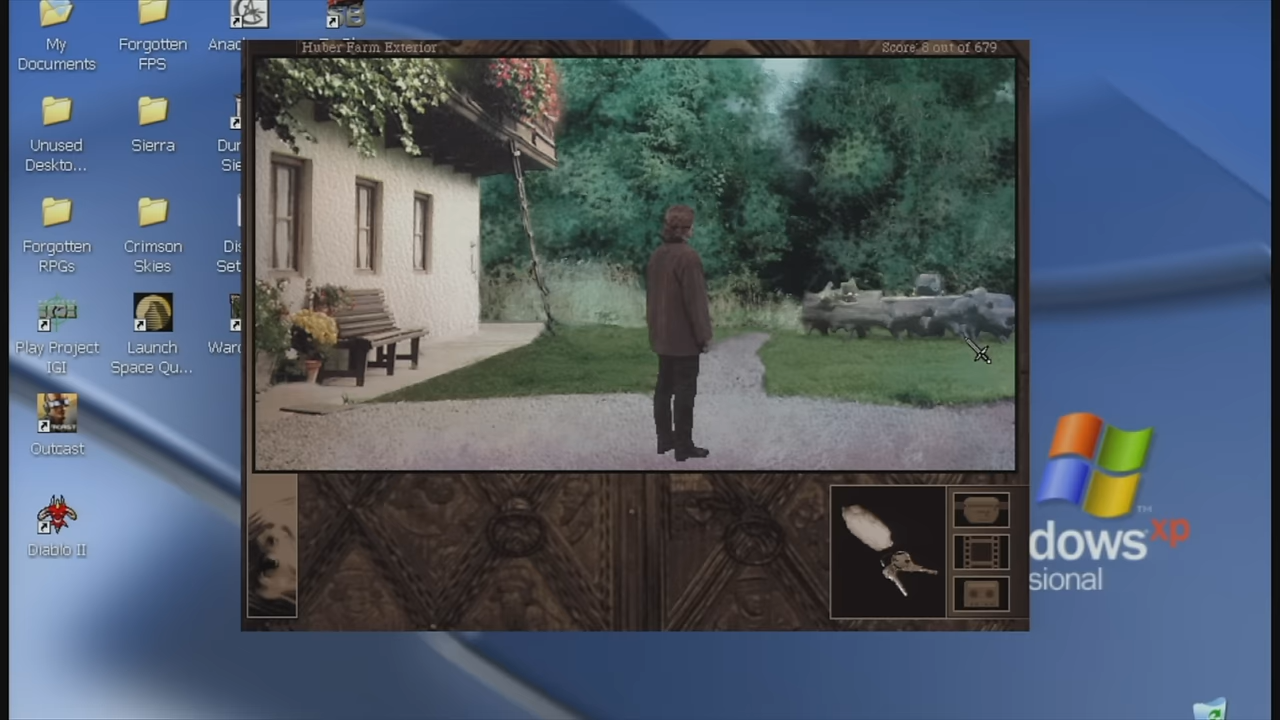 My
Documents
Forgotten
FPS
Huber Farm Exterior
Score: 8 out of 679
Unused
Deskto...
Sierra
Forgotten
RPGs
Crimson
Skies
Play Project
IGI
Launch
Space Qu...
Outcast
Diablo II
dows xp
sional
TM